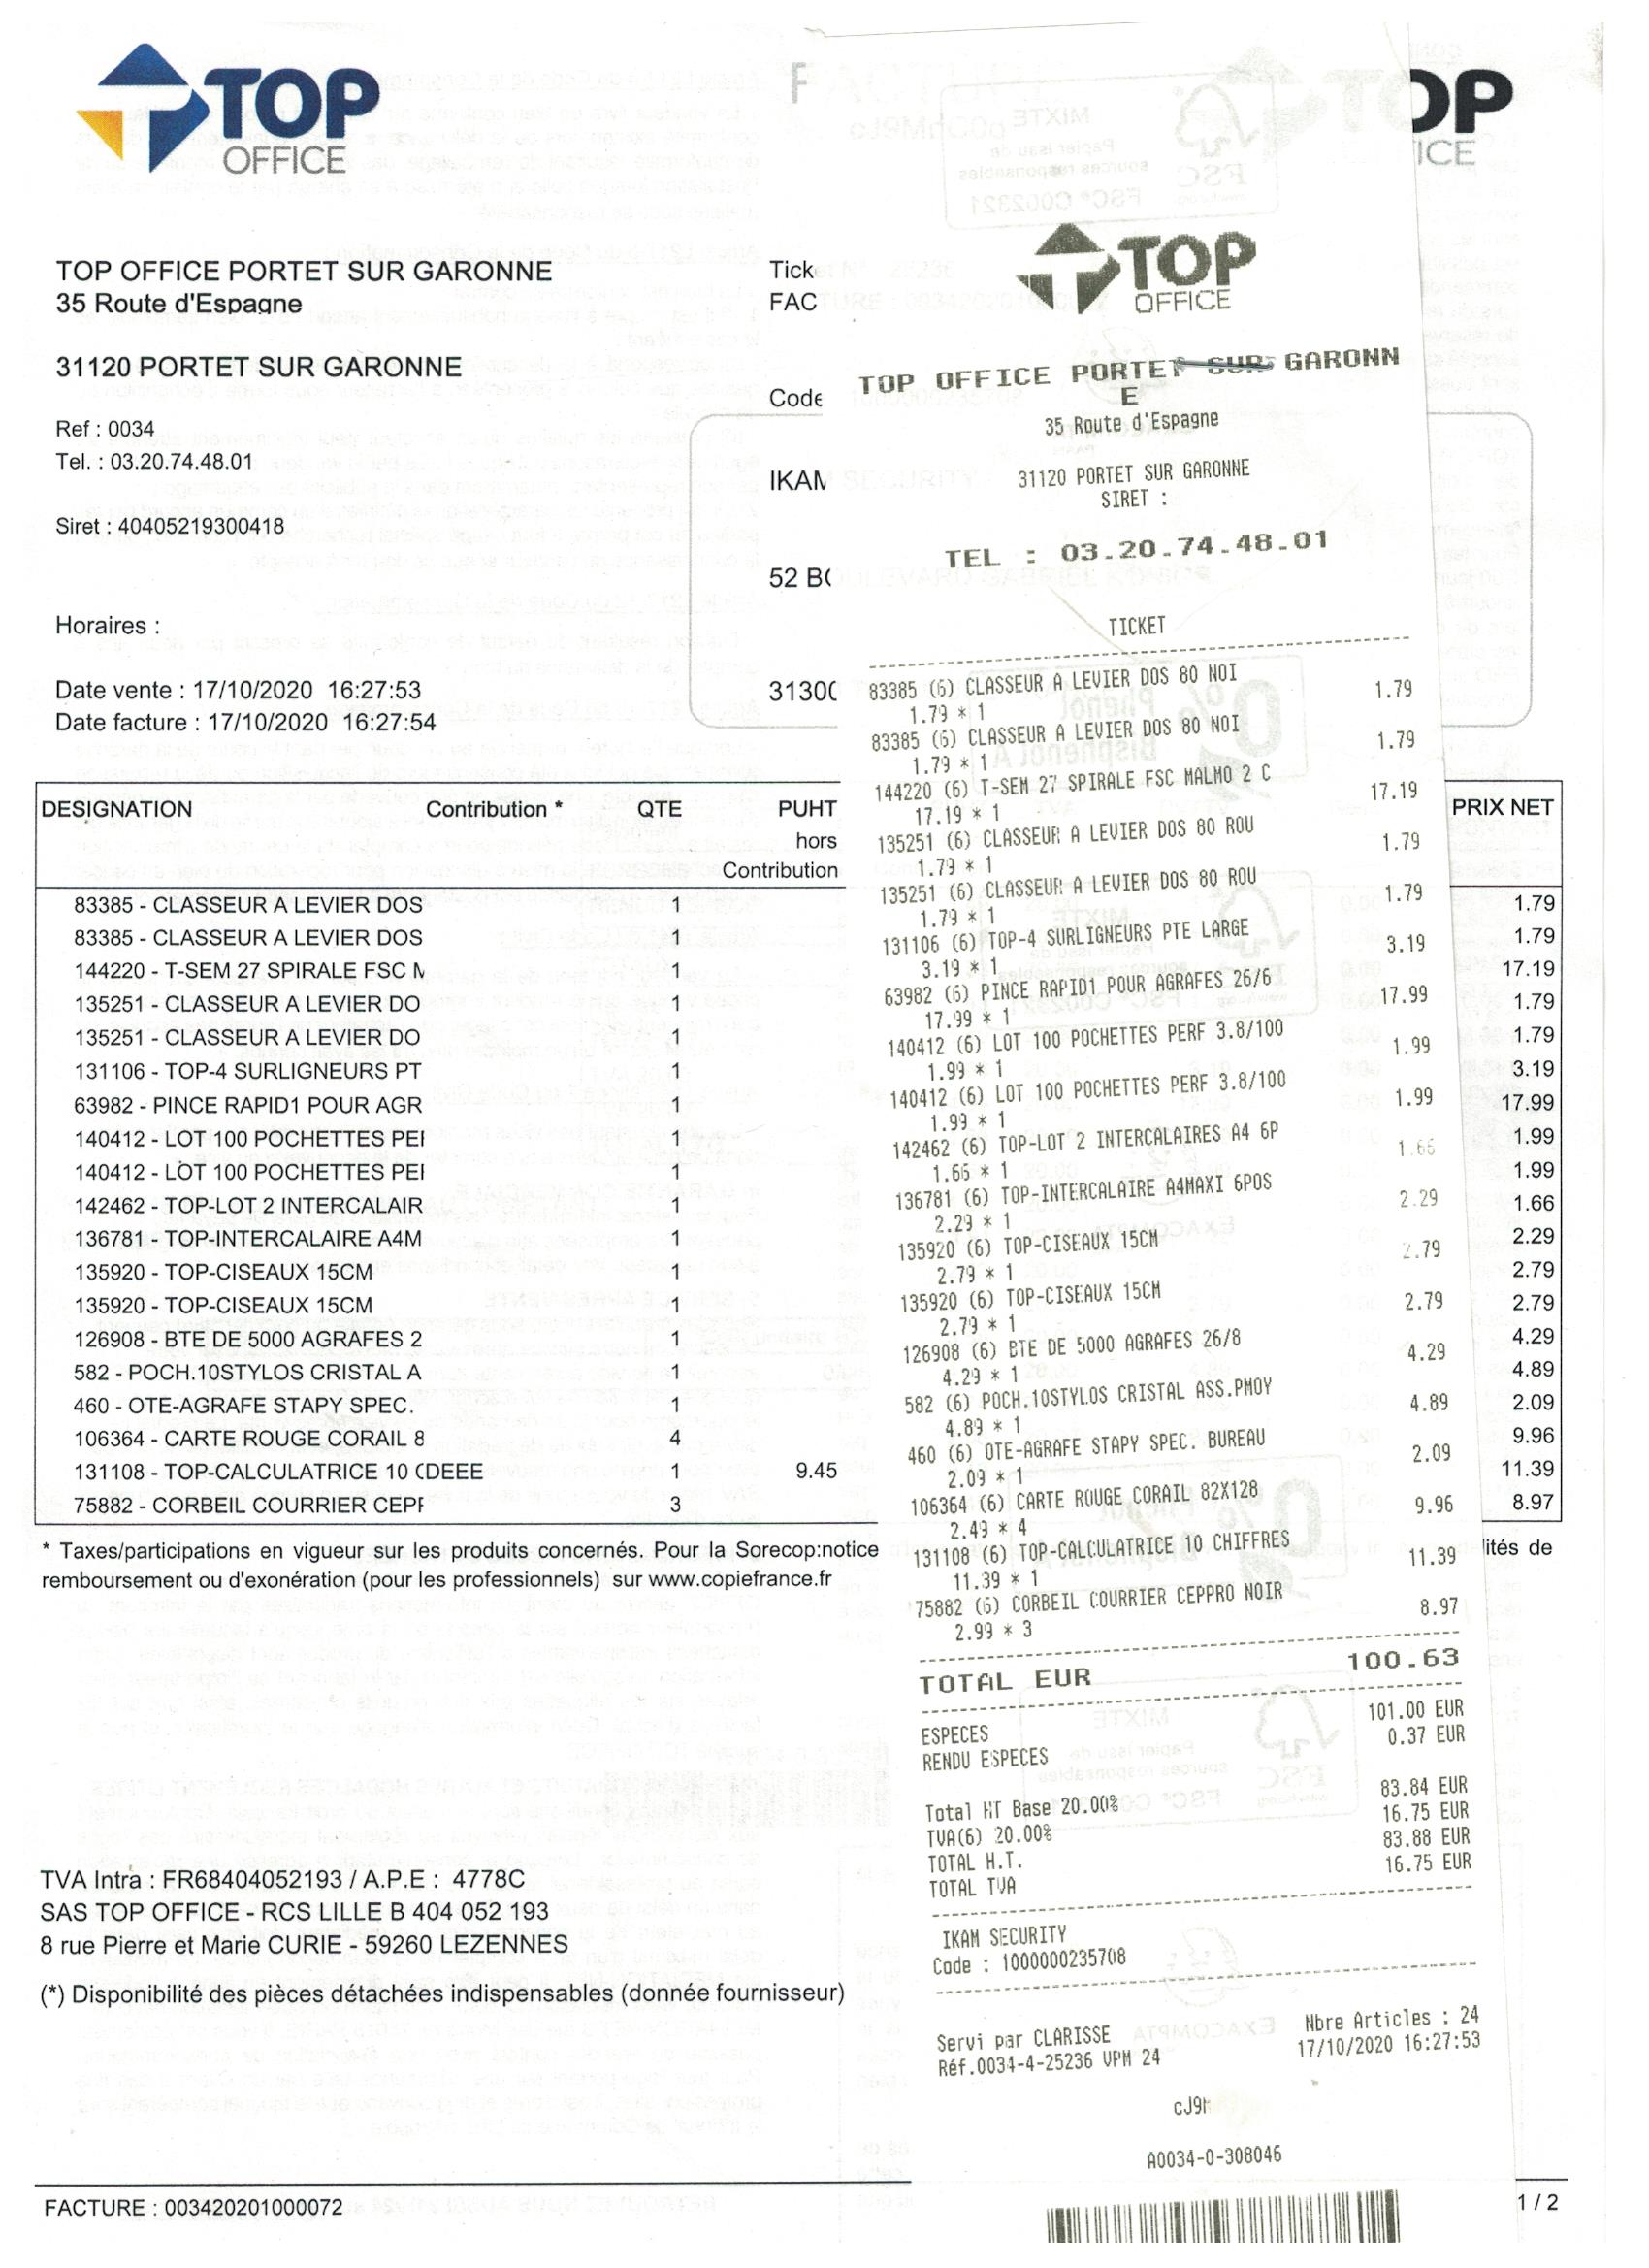 TOP
OFFICE
TOP OFFICE PORTET SUR GARONNE
35 Route d'Espagne
31120 PORTET SUR GARONNE
Ref : 0034
Tel. : 03.20.74.48.01
Siret : 40405219300418
Horaires :
Date vente : 17/10/2020 16:27:53
Date facture : 17/10/2020 16:27:54
F
OP
ICE
Tick
FAC
Code
IKAM
52 BO
3130
DESIGNATION Contribution * QTE PUHT PRIX NET
hors
Contribution
83385 - CLASSEUR A LEVIER DOS 1 1.79
83385 - CLASSEUR A LEVIER DOS 1 1.79
144220 - T-SEM 27 SPIRALE FSC M 1 17.19
135251 - CLASSEUR A LEVIER DO 1 1.79
135251 - CLASSEUR A LEVIER DO 1 1.79
131106 - TOP-4 SURLIGNEURS PT 1 3.19
63982 - PINCE RAPID1 POUR AGR 1 17.99
140412 - LOT 100 POCHETTES PE 1 1.99
140412 - LOT 100 POCHETTES PE 1 1.99
142462 - TOP-LOT 2 INTERCALAIR 1 1.66
136781 - TOP-INTERCALAIRE A4M 1 2.29
135920 - TOP-CISEAUX 15CM 1 2.79
135920 - TOP-CISEAUX 15CM 1 2.79
126908 - BTE DE 5000 AGRAFES 2 1 4.29
582 - POCH.10STYLOS CRISTAL A 1 4.89
460 - OTE-AGRAFE STAPY SPEC. 1 2.09
106364 - CARTE ROUGE CORAIL 8 4 9.96
131108 - TOP-CALCULATRICE 10 (DEEE 1 9.45 11.39
75882 - CORBEIL COURRIER CEP 3 8.97
* Taxes/participations en vigueur sur les produits concernés. Pour la Sorecop:notice lités de
remboursement ou d'exonération (pour les professionnels) sur www.copiefrance.fr
TVA Intra : FR68404052193 / A.P.E : 4778C
SAS TOP OFFICE - RCS LILLE B 404 052 193
8 rue Pierre et Marie CURIE - 59260 LEZENNES
(*) Disponibilité des pièces détachées indispensables (donnée fournisseur)
FACTURE : 003420201000072
1 / 2
TOP
OFFICE
TOP OFFICE PORTET SUR GARONN
E
35 Route d'Espagne
31120 PORTET SUR GARONNE
SIRET :
TEL : 03.20.74.48.01
TICKET
83385 (6) CLASSEUR A LEVIER DOS 80 NOI
1.79 * 1 1.79
83385 (6) CLASSEUR A LEVIER DOS 80 NOI
1.79 * 1 1.79
144220 (6) T-SEM 27 SPIRALE FSC MALMO 2 C
17.19 * 1 17.19
135251 (6) CLASSEUR A LEVIER DOS 80 ROU
1.79 * 1 1.79
135251 (6) CLASSEUR A LEVIER DOS 80 ROU
1.79 * 1 1.79
131106 (6) TOP-4 SURLIGNEURS PTE LARGE
3.19 * 1 3.19
63982 (6) PINCE RAPID1 POUR AGRAFES 26/6
17.99 * 1 17.99
140412 (6) LOT 100 POCHETTES PERF 3.8/100
1.99 * 1 1.99
140412 (6) LOT 100 POCHETTES PERF 3.8/100
1.99 * 1 1.99
142462 (6) TOP-LOT 2 INTERCALAIRES A4 6P
1.66 * 1 1.66
136781 (6) TOP-INTERCALAIRE A4MAXI 6POS
2.29 * 1 2.29
135920 (6) TOP-CISEAUX 15CM
2.79 * 1 2.79
135920 (6) TOP-CISEAUX 15CM
2.79 * 1 2.79
126908 (6) BTE DE 5000 AGRAFES 26/8
4.29 * 1 4.29
582 (6) POCH.10STYLOS CRISTAL ASS.PMOY
4.89 * 1 4.89
460 (6) OTE-AGRAFE STAPY SPEC. BUREAU
2.09 * 1 2.09
106364 (6) CARTE ROUGE CORAIL 82X128
2.49 * 4 9.96
131108 (6) TOP-CALCULATRICE 10 CHIFFRES
11.39 * 1 11.39
75882 (6) CORBEIL COURRIER CEPPRO NOIR
2.99 * 3 8.97
TOTAL EUR 100.63
ESPECES 101.00 EUR
RENDU ESPECES 0.37 EUR
Total HT Base 20.00% 83.84 EUR
TVA(6) 20.00% 16.75 EUR
TOTAL H.T. 83.88 EUR
TOTAL TVA 16.75 EUR
IKAM SECURITY
Code : 1000000235708
Servi par CLARISSE Nbre Articles : 24
Réf.0034-4-25236 VPM 24 17/10/2020 16:27:53
A0034-0-308046